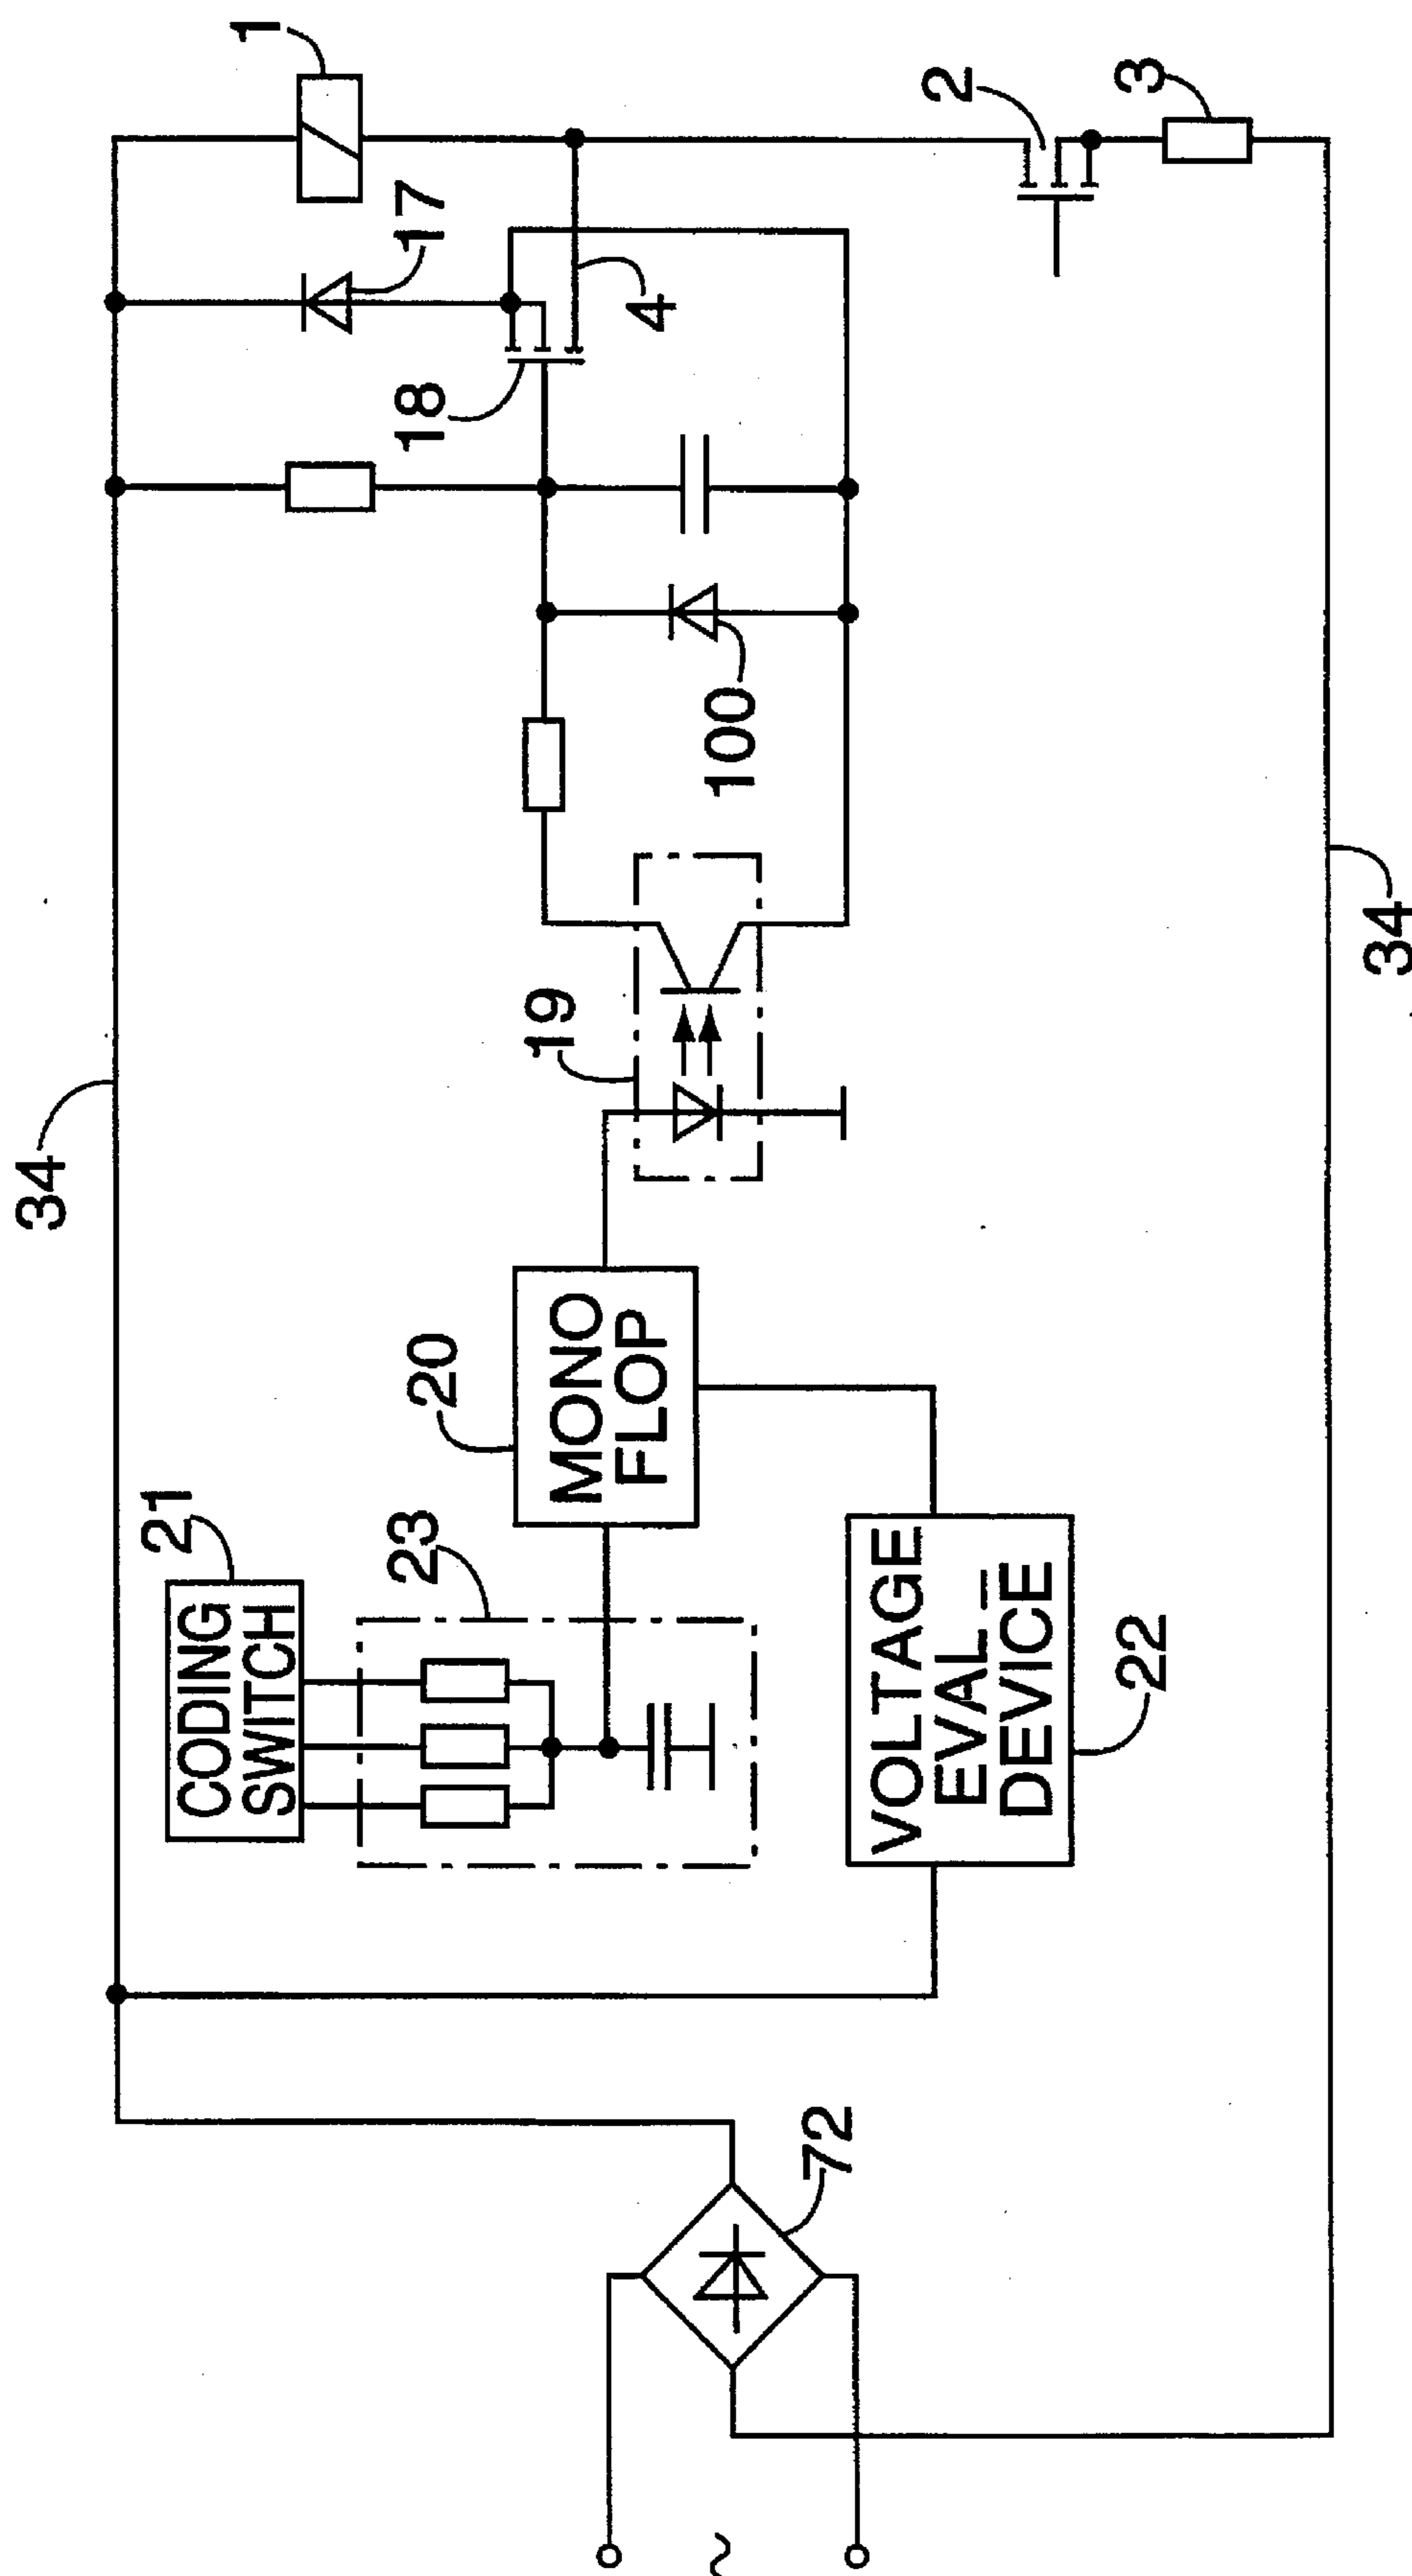 34
1
17
18
4
2
3
100
19
20
MONO
FLOP
21
CODING
SWITCH
23
VOLTAGE
EVAL_
DEVICE
22
72
~
34